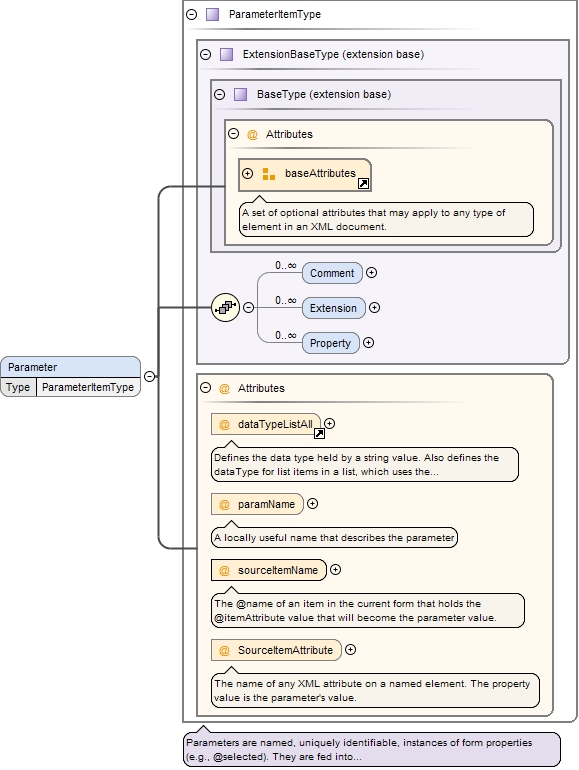 ParameterItemType
ExtensionBaseType (extension base)
BaseType (extension base)
@ Attributes
baseAttributes
A set of optional attributes that may apply to any type of
element in an XML document.
0..∞
Comment
0..∞
Extension
0..∞
Property
Parameter
Type ParameterItemType
@ Attributes
@ dataTypeListAll
Defines the data type held by a string value. Also defines the
dataType for list items in a list, which uses the...
@ paramName
A locally useful name that describes the parameter
@ sourceItemName
The @name of an item in the current form that holds the
@itemAttribute value that will become the parameter value.
@ SourceItemAttribute
The name of any XML attribute on a named element. The property
value is the parameter's value.
Parameters are named, uniquely identifiable, instances of form properties
(e.g., @selected). They are fed into...